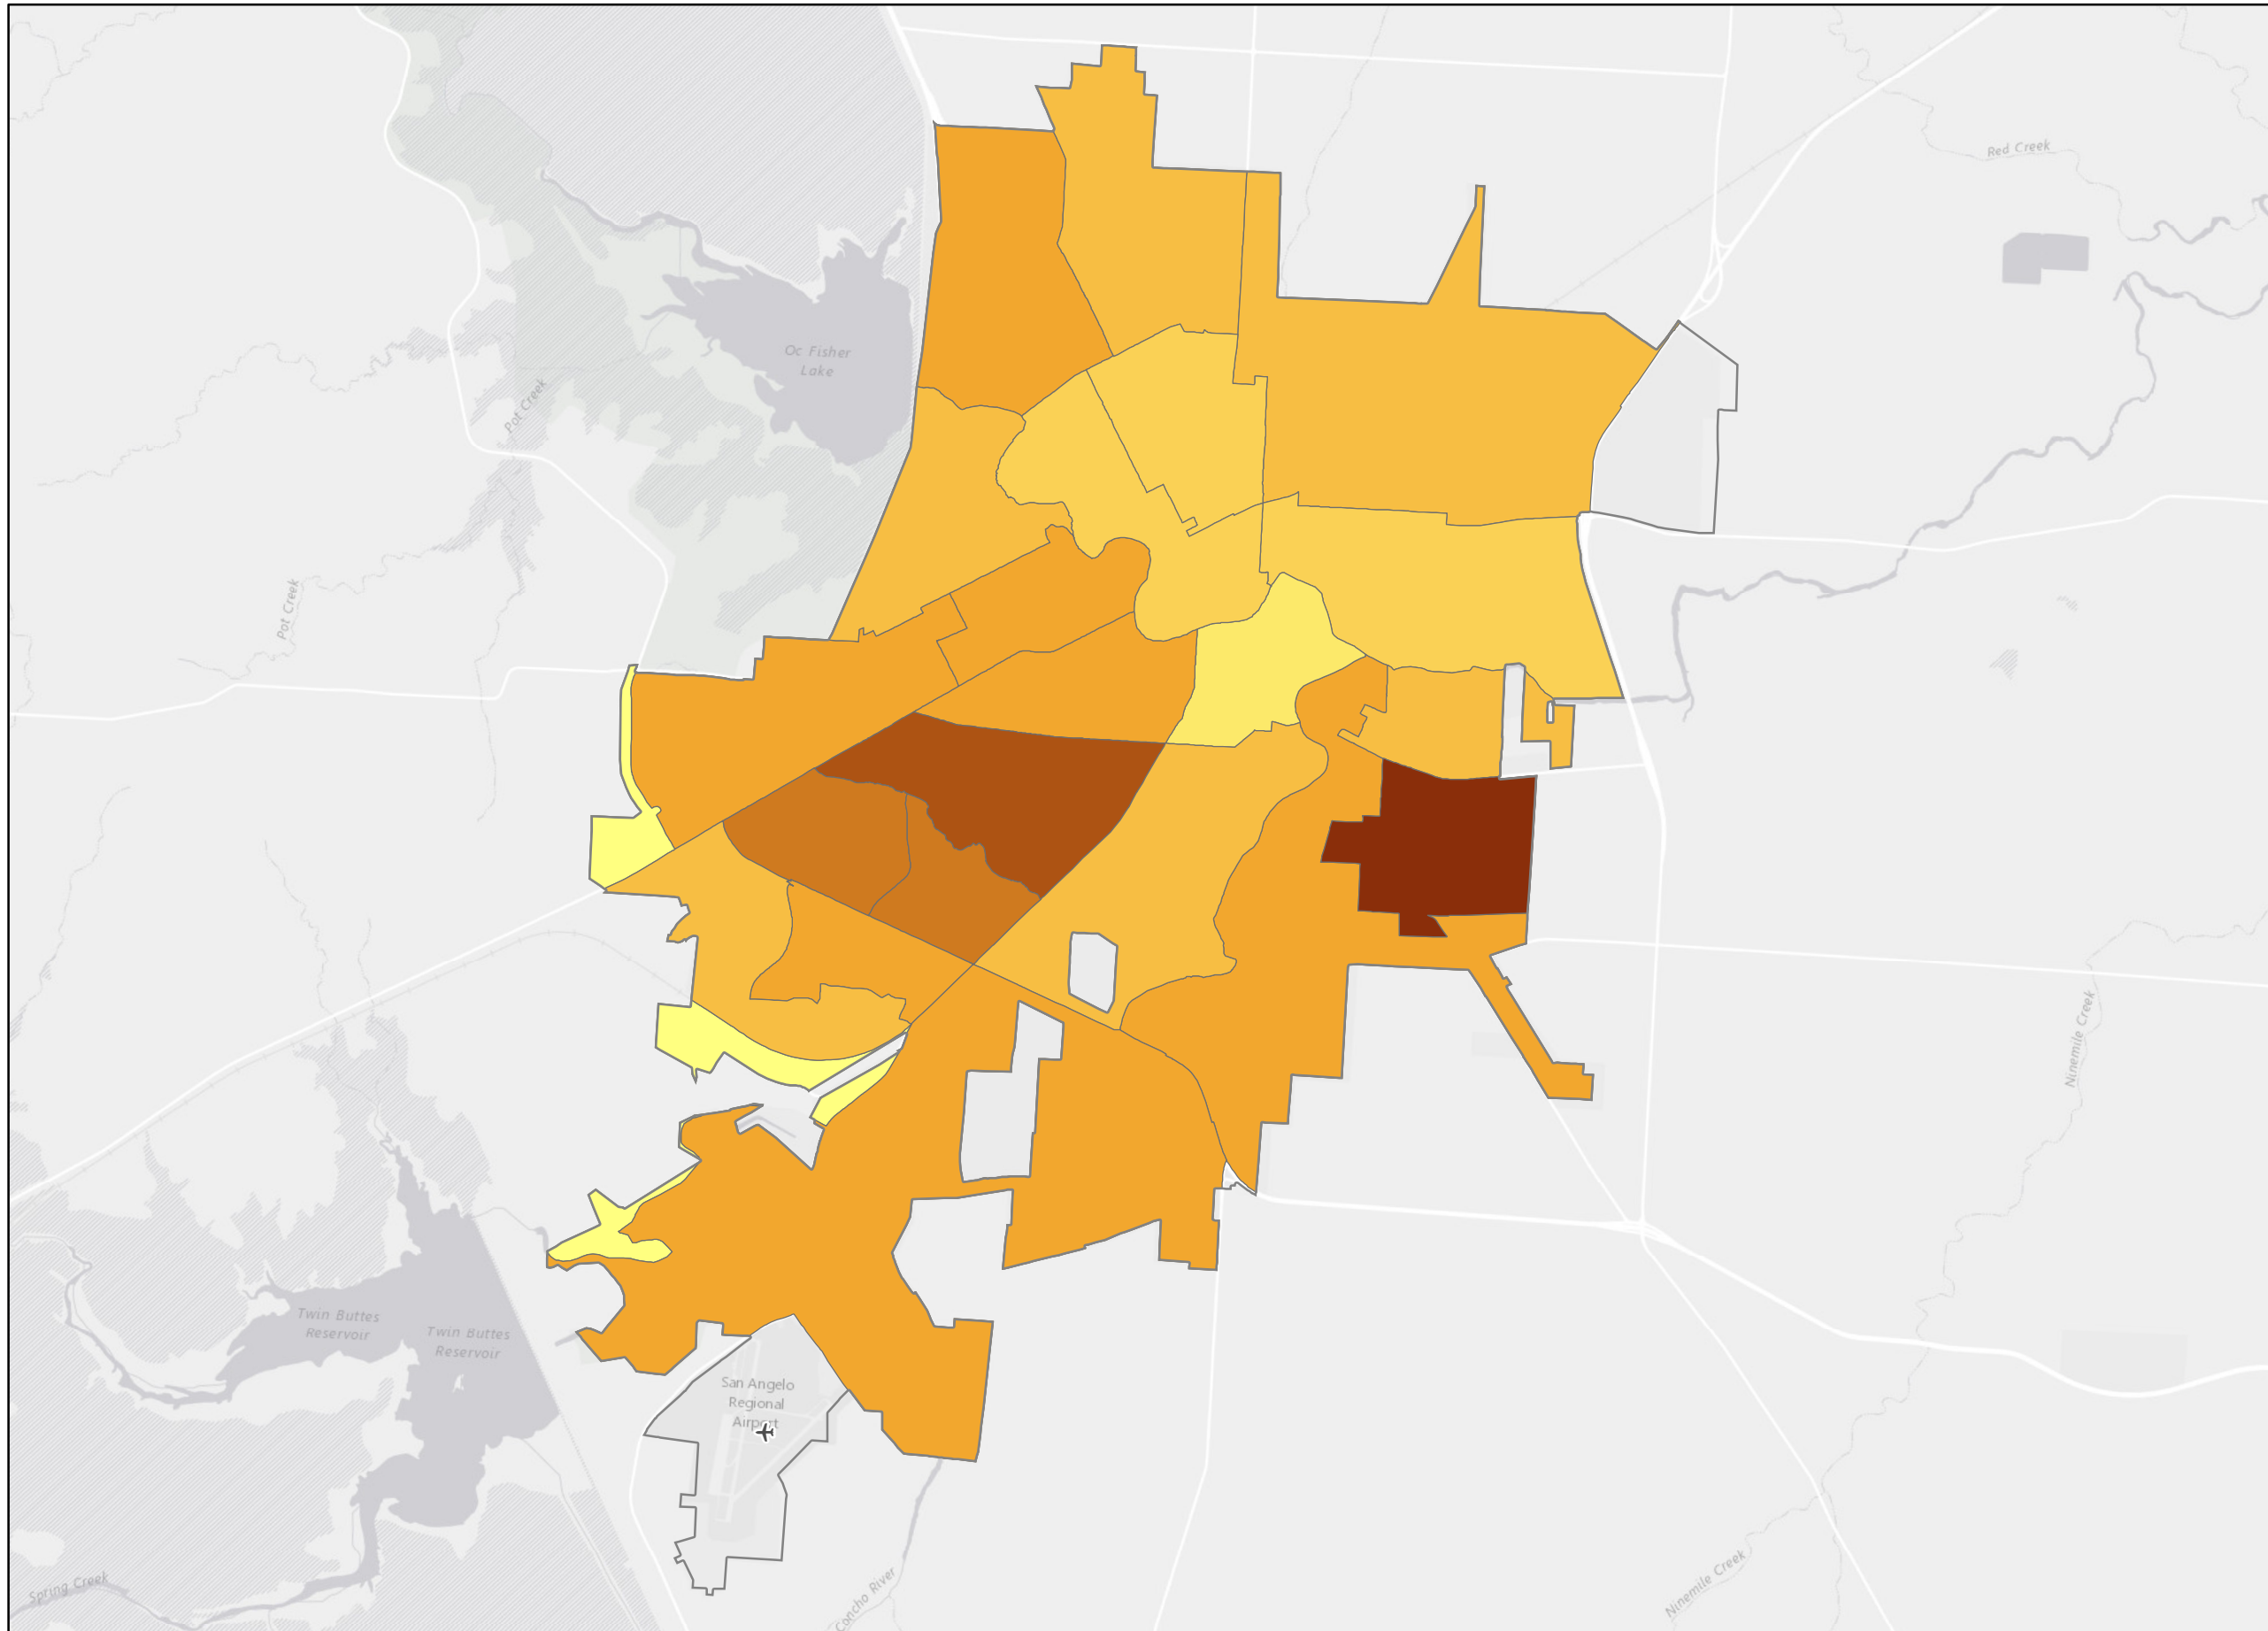 Red Creek
Oc Fisher
Lake
Pot Creek
Pot Creek
Ninemile Creek
Twin Buttes
Reservoir
Twin Buttes
Reservoir
San Angelo
Regional
Airport
Spring Creek
Concho River
Ninemile Creek